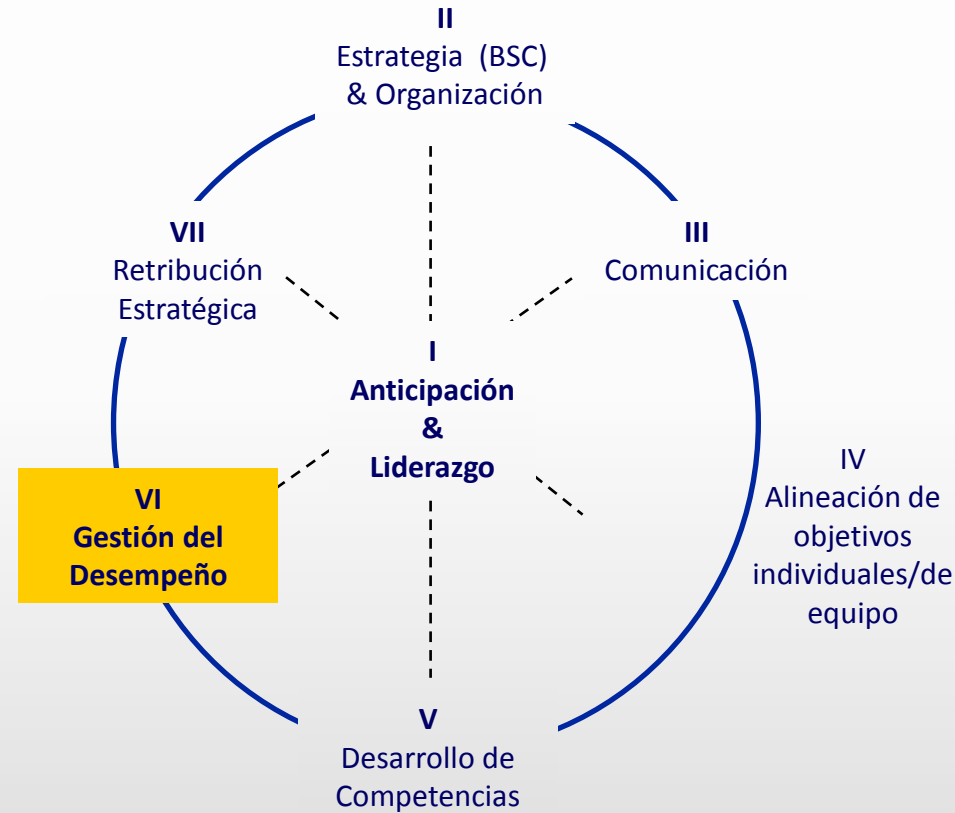 II
Estrategia (BSC)
& Organización
VII
Retribución
Estratégica
III
Comunicación
I
Anticipación
&
Liderazgo
VI
Gestión del
Desempeño
IV
Alineación de
objetivos
individuales/de
equipo
V
Desarrollo de
Competencias